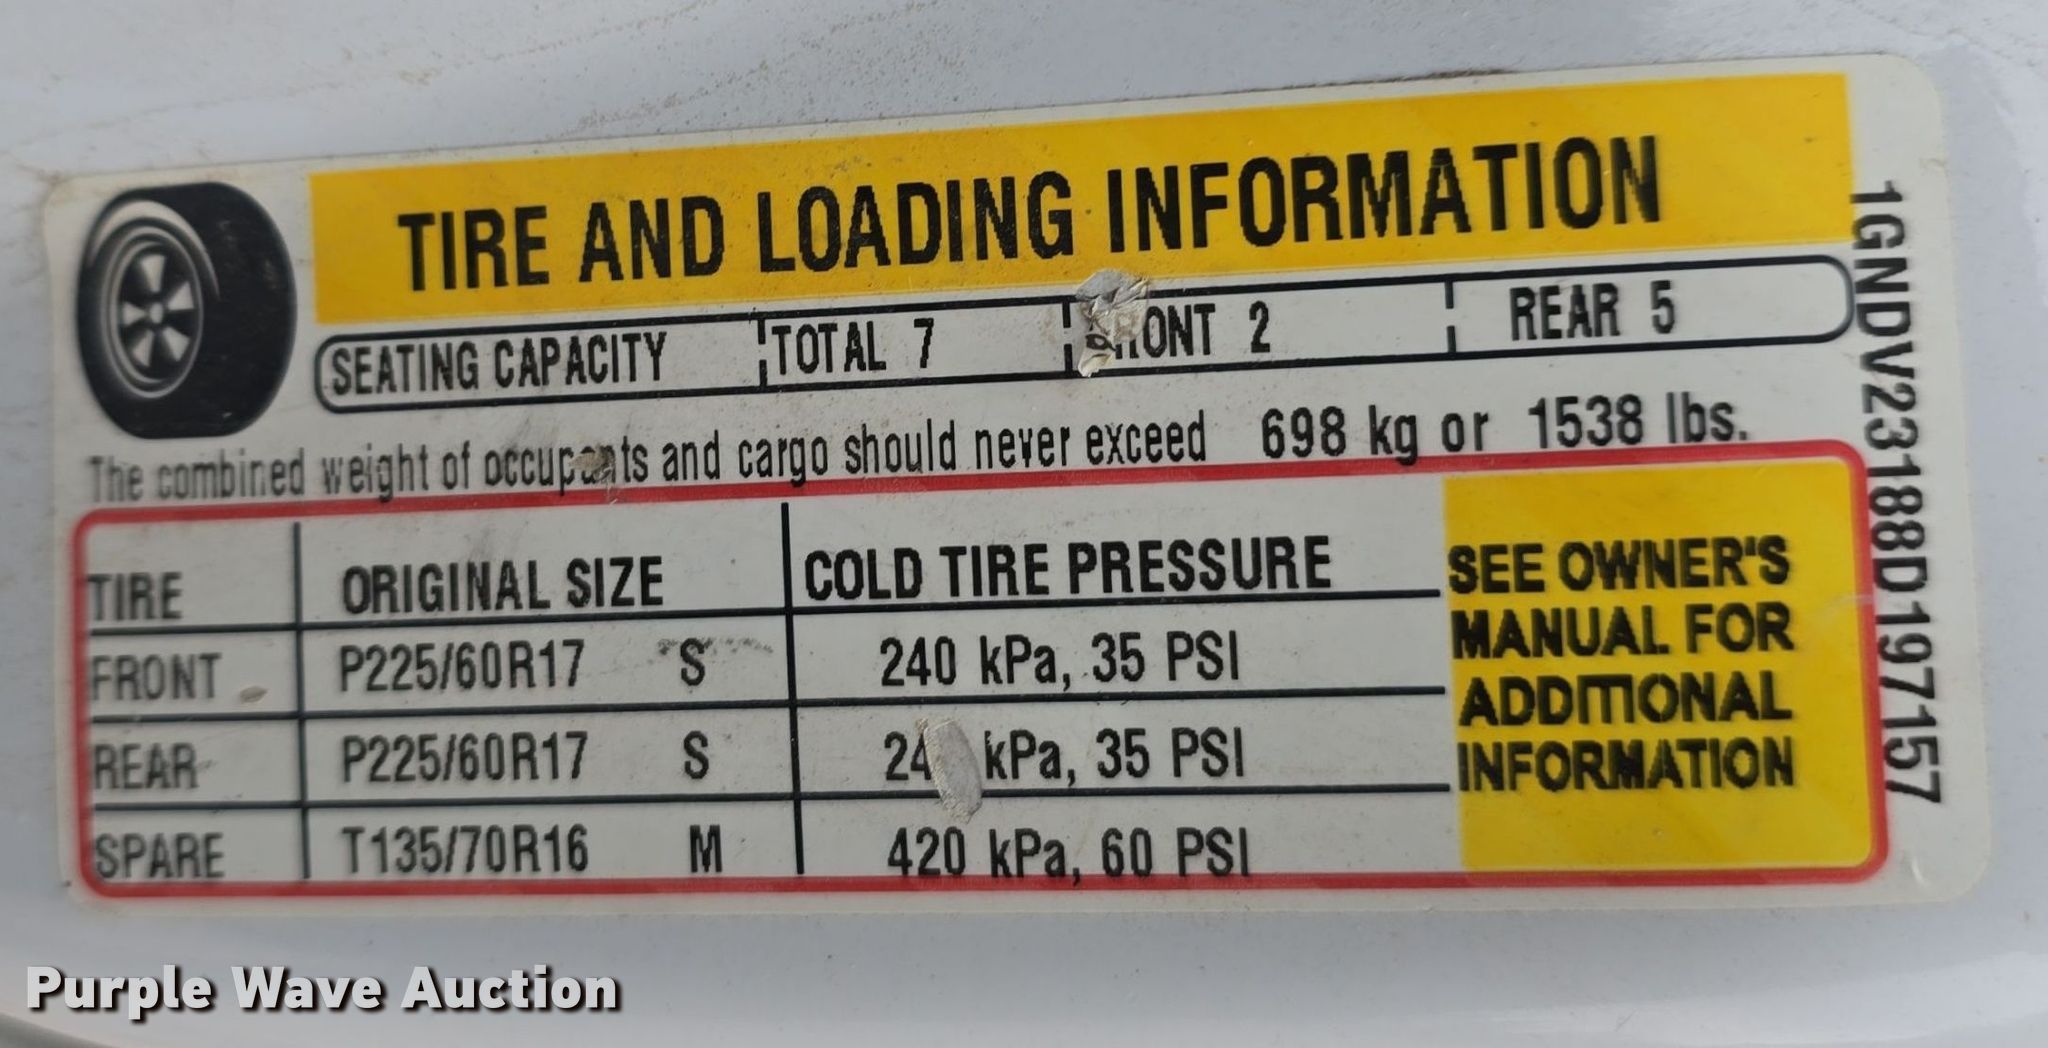 TIRE AND LOADING INFORMATION
SEATING CAPACITY TOTAL 7 FRONT 2 REAR 5
The combined weight of occupants and cargo should never exceed 698 kg or 1538 lbs.
TIRE ORIGINAL SIZE COLD TIRE PRESSURE
FRONT P225/60R17 S 240 kPa, 35 PSI
REAR P225/60R17 S 24 kPa, 35 PSI
SPARE T135/70R16 M 420 kPa, 60 PSI
SEE OWNER'S
MANUAL FOR
ADDITIONAL
INFORMATION
1GNDV23188D197157
Purple Wave Auction